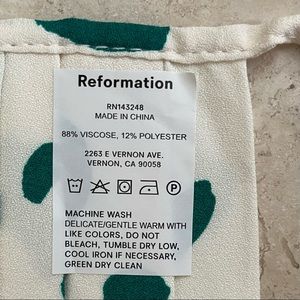 Reformation
RN143248
MADE IN CHINA
88% VISCOSE, 12% POLYESTER
2263 E VERNON AVE.
VERNON, CA 90058
MACHINE WASH
DELICATE/GENTLE WARM WITH
LIKE COLORS, DO NOT
BLEACH, TUMBLE DRY LOW,
COOL IRON IF NECESSARY,
GREEN DRY CLEAN